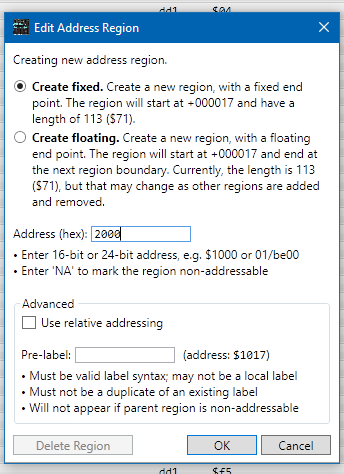 dd1 $04
Edit Address Region
Creating new address region.
Create fixed. Create a new region, with a fixed end
point. The region will start at +000017 and have a
length of 113 ($71).
Create floating. Create a new region, with a floating
end point. The region will start at +000017 and end at
the next region boundary. Currently, the length is 113
($71), but that may change as other regions are added
and removed.
Address (hex): 2000
• Enter 16-bit or 24-bit address, e.g. $1000 or 01/be00
• Enter 'NA' to mark the region non-addressable
Advanced
Use relative addressing
Pre-label: (address: $1017)
• Must be valid label syntax; may not be a local label
• Must not be a duplicate of an existing label
• Will not appear if parent region is non-addressable
Delete Region OK Cancel
dd1 $f5